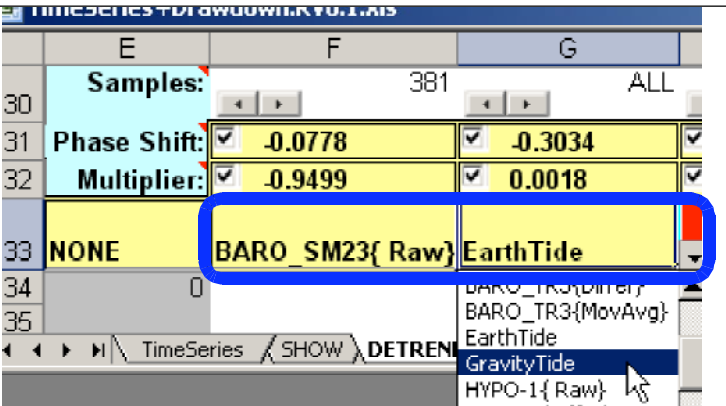 TimeSeries+Drawdown.RV0.1.xls
E F G
Samples: 381 ALL
30
31 Phase Shift: -0.0778 -0.3034
32 Multiplier: -0.9499 0.0018
33 NONE BARO_SM23{ Raw} EarthTide
34 0 BARO_TR3{Differ}
35 BARO_TR3{MovAvg}
EarthTide
TimeSeries SHOW DETREN
GravityTide
HYPO-1{ Raw}